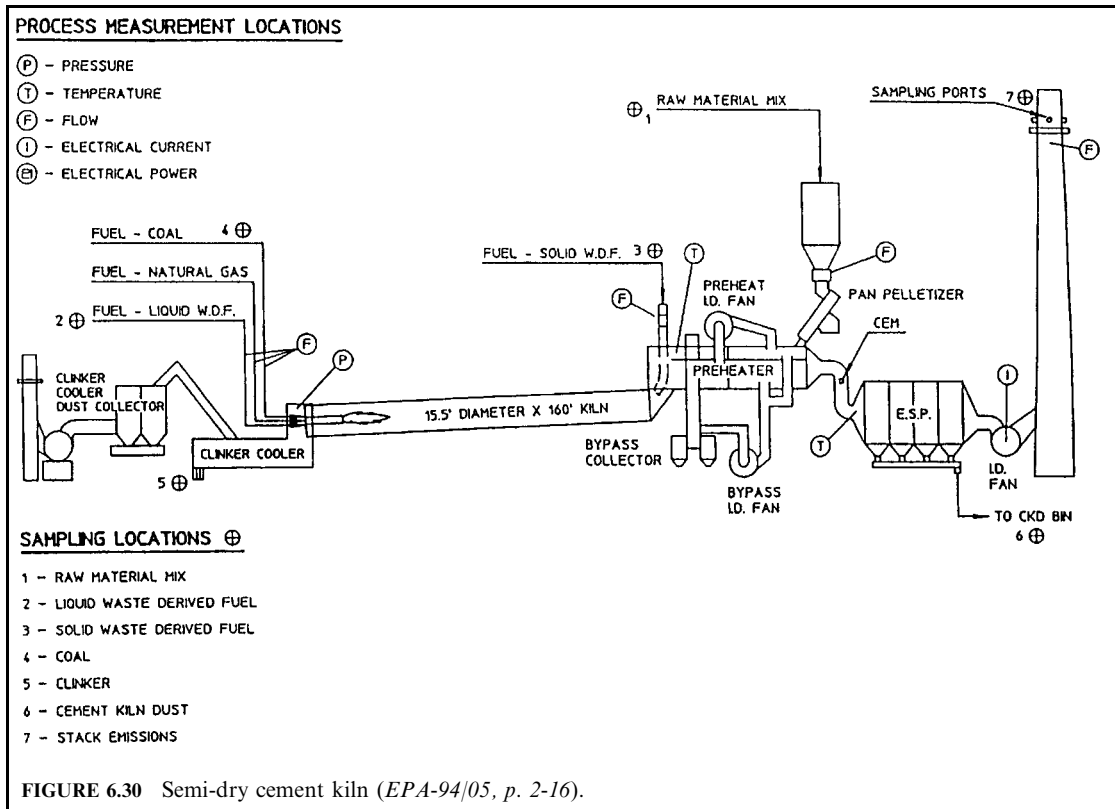 PROCESS MEASUREMENT LOCATIONS
P - PRESSURE
T - TEMPERATURE
F - FLOW
I - ELECTRICAL CURRENT
- ELECTRICAL POWER
RAW MATERIAL MIX
1
SAMPLING PORTS
7
F
FUEL - COAL
4
FUEL - NATURAL GAS
FUEL - LIQUID W.D.F.
2
F
P
FUEL - SOLID W.D.F.
3
T
F
PREHEAT
I.D. FAN
F
PAN PELLETIZER
CEM
PREHEATER
CLINKER
COOLER
DUST COLLECTOR
15.5' DIAMETER X 160' KILN
CLINKER COOLER
5
BYPASS
COLLECTOR
BYPASS
I.D. FAN
T
E.S.P.
I
I.D.
FAN
TO CKD BIN
6
SAMPLING LOCATIONS ⊕
1 - RAW MATERIAL MIX
2 - LIQUID WASTE DERIVED FUEL
3 - SOLID WASTE DERIVED FUEL
4 - COAL
5 - CLINKER
6 - CEMENT KILN DUST
7 - STACK EMISSIONS
FIGURE 6.30 Semi-dry cement kiln (EPA-94/05, p. 2-16).